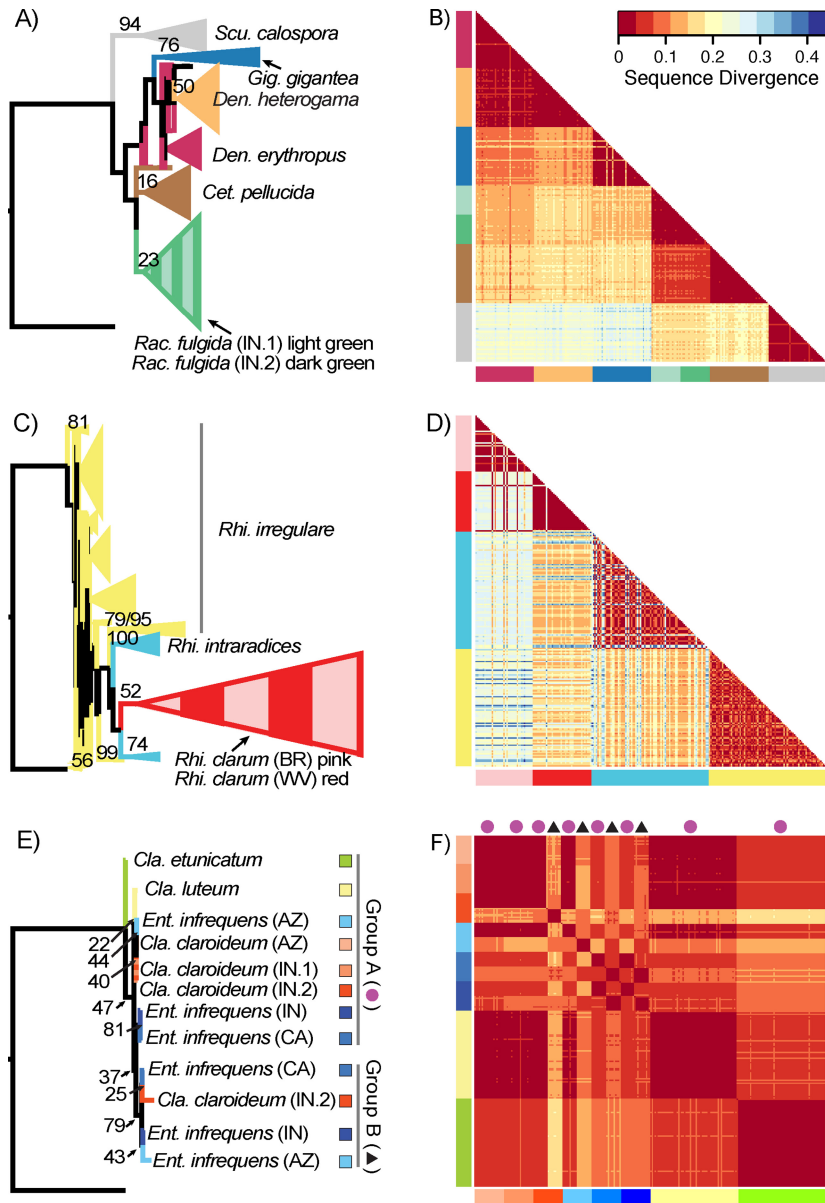 A)
94
Scu. calospora
76
Gig. gigantea
50
Den. heterogama
Den. erythropus
16
Cet. pellucida
23
Rac. fulgida (IN.1) light green
Rac. fulgida (IN.2) dark green
B)
0 0.1 0.2 0.3 0.4
Sequence Divergence
C)
81
Rhi. irregulare
79/95
100
Rhi. intraradices
52
74
99
56
Rhi. clarum (BR) pink
Rhi. clarum (WV) red
D)
E)
Cla. etunicatum
Cla. luteum
Ent. infrequens (AZ)
22
Cla. claroideum (AZ)
44
Cla. claroideum (IN.1)
40
Cla. claroideum (IN.2)
47
Ent. infrequens (IN)
81
Ent. infrequens (CA)
Group A (●)
37
Ent. infrequens (CA)
25
Cla. claroideum (IN.2)
79
Ent. infrequens (IN)
43
Ent. infrequens (AZ)
Group B (▲)
F)